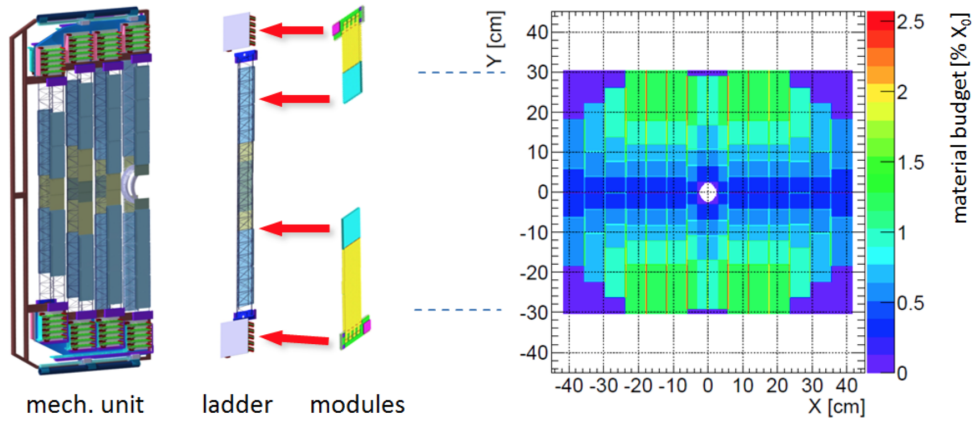 mech. unit
ladder
modules
Y [cm]
40
30
20
10
0
-10
-20
-30
-40
-40 -30 -20 -10 0 10 20 30 40
X [cm]
2.5
2
1.5
1
0.5
0
material budget [% X0]